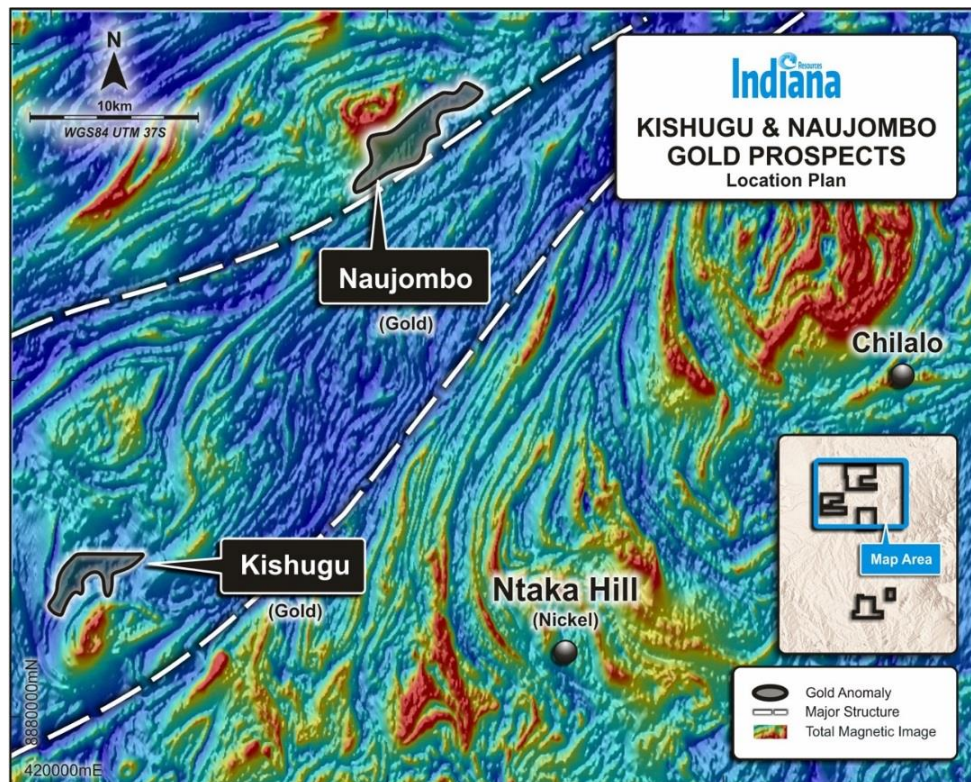 N
10km
WGS84 UTM 37S
Indiana
Resources
KISHUGU & NAUJOMBO
GOLD PROSPECTS
Location Plan
Naujombo
(Gold)
Chilalo
Map Area
Kishugu
(Gold)
Ntaka Hill
(Nickel)
Gold Anomaly
Major Structure
Total Magnetic Image
8880000mN
420000mE